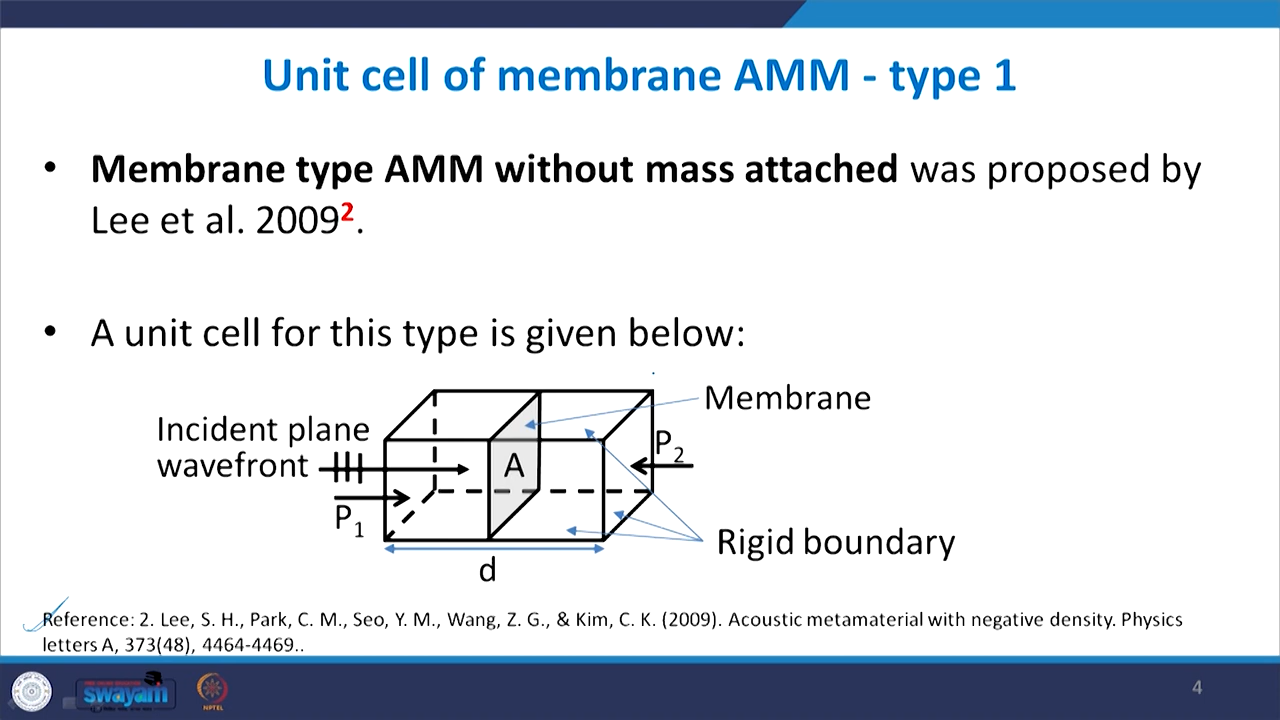 Unit cell of membrane AMM - type 1
• Membrane type AMM without mass attached was proposed by
Lee et al. 2009².
• A unit cell for this type is given below:
Membrane
Incident plane
wavefront
P₂
A
P₁
Rigid boundary
d
Reference: 2. Lee, S. H., Park, C. M., Seo, Y. M., Wang, Z. G., & Kim, C. K. (2009). Acoustic metamaterial with negative density. Physics
letters A, 373(48), 4464-4469..
swayam
NPTEL
4